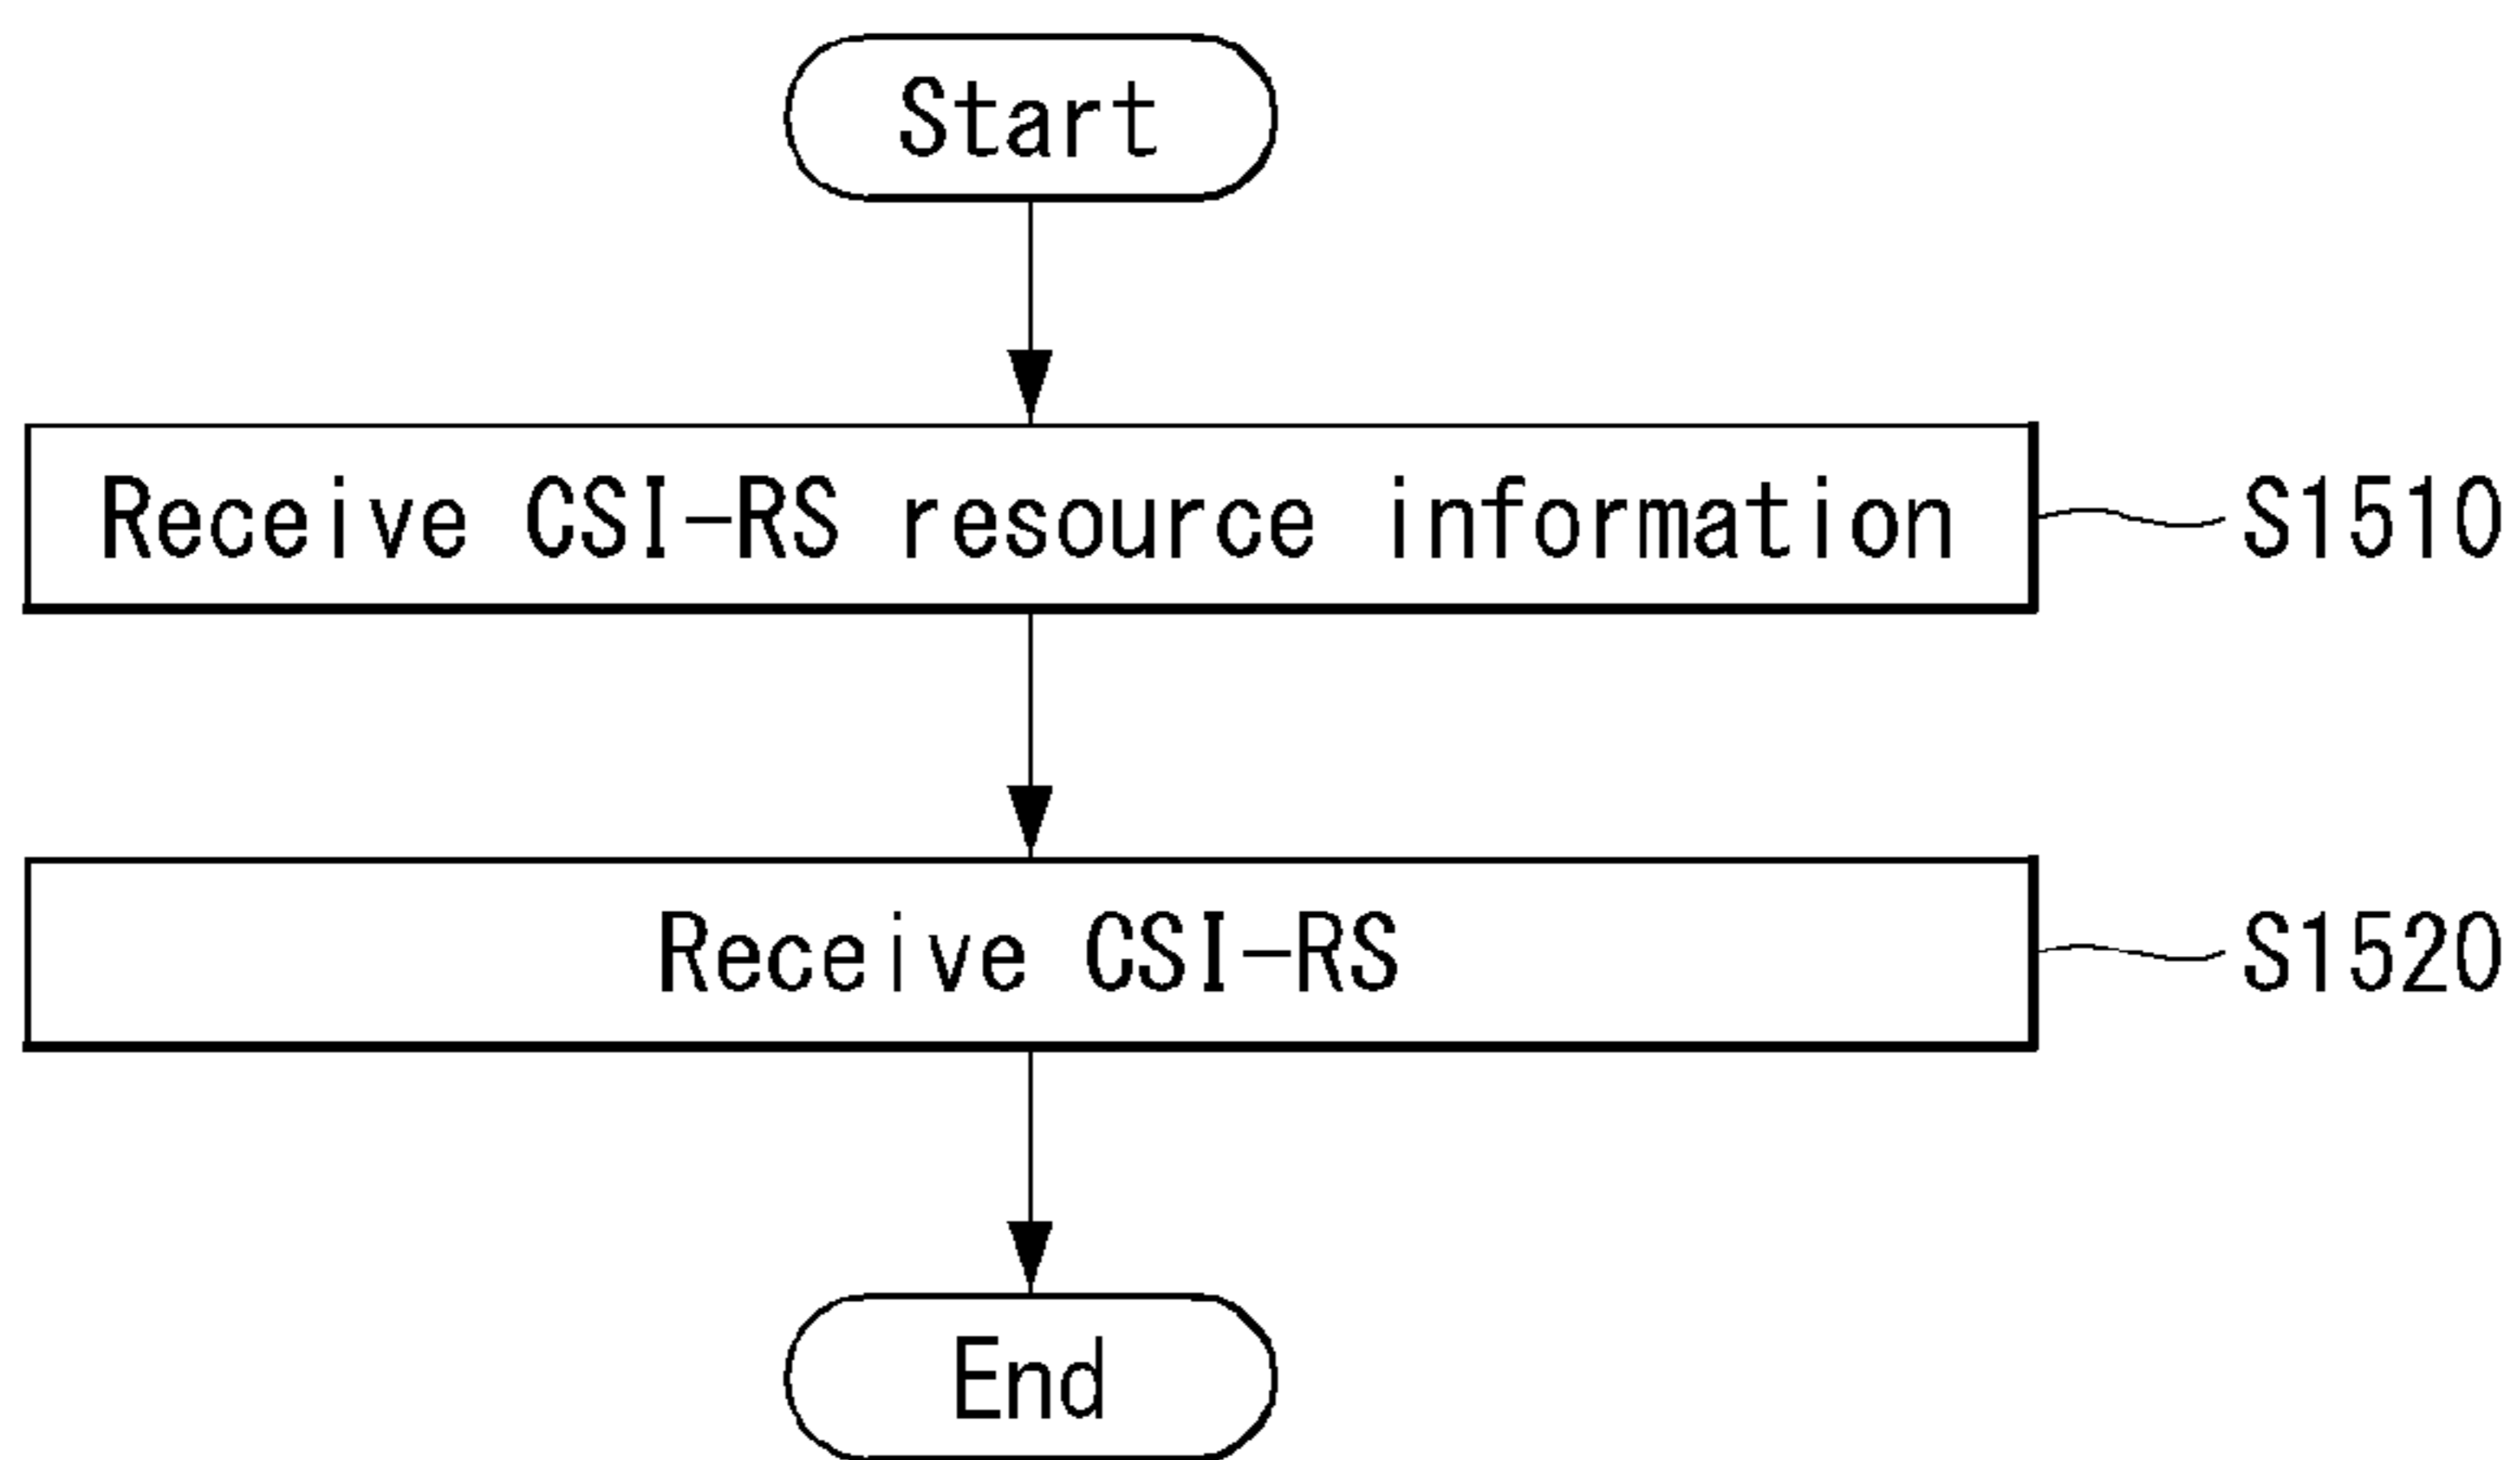 Start
Receive CSI-RS resource information
S1510
Receive CSI-RS
S1520
End